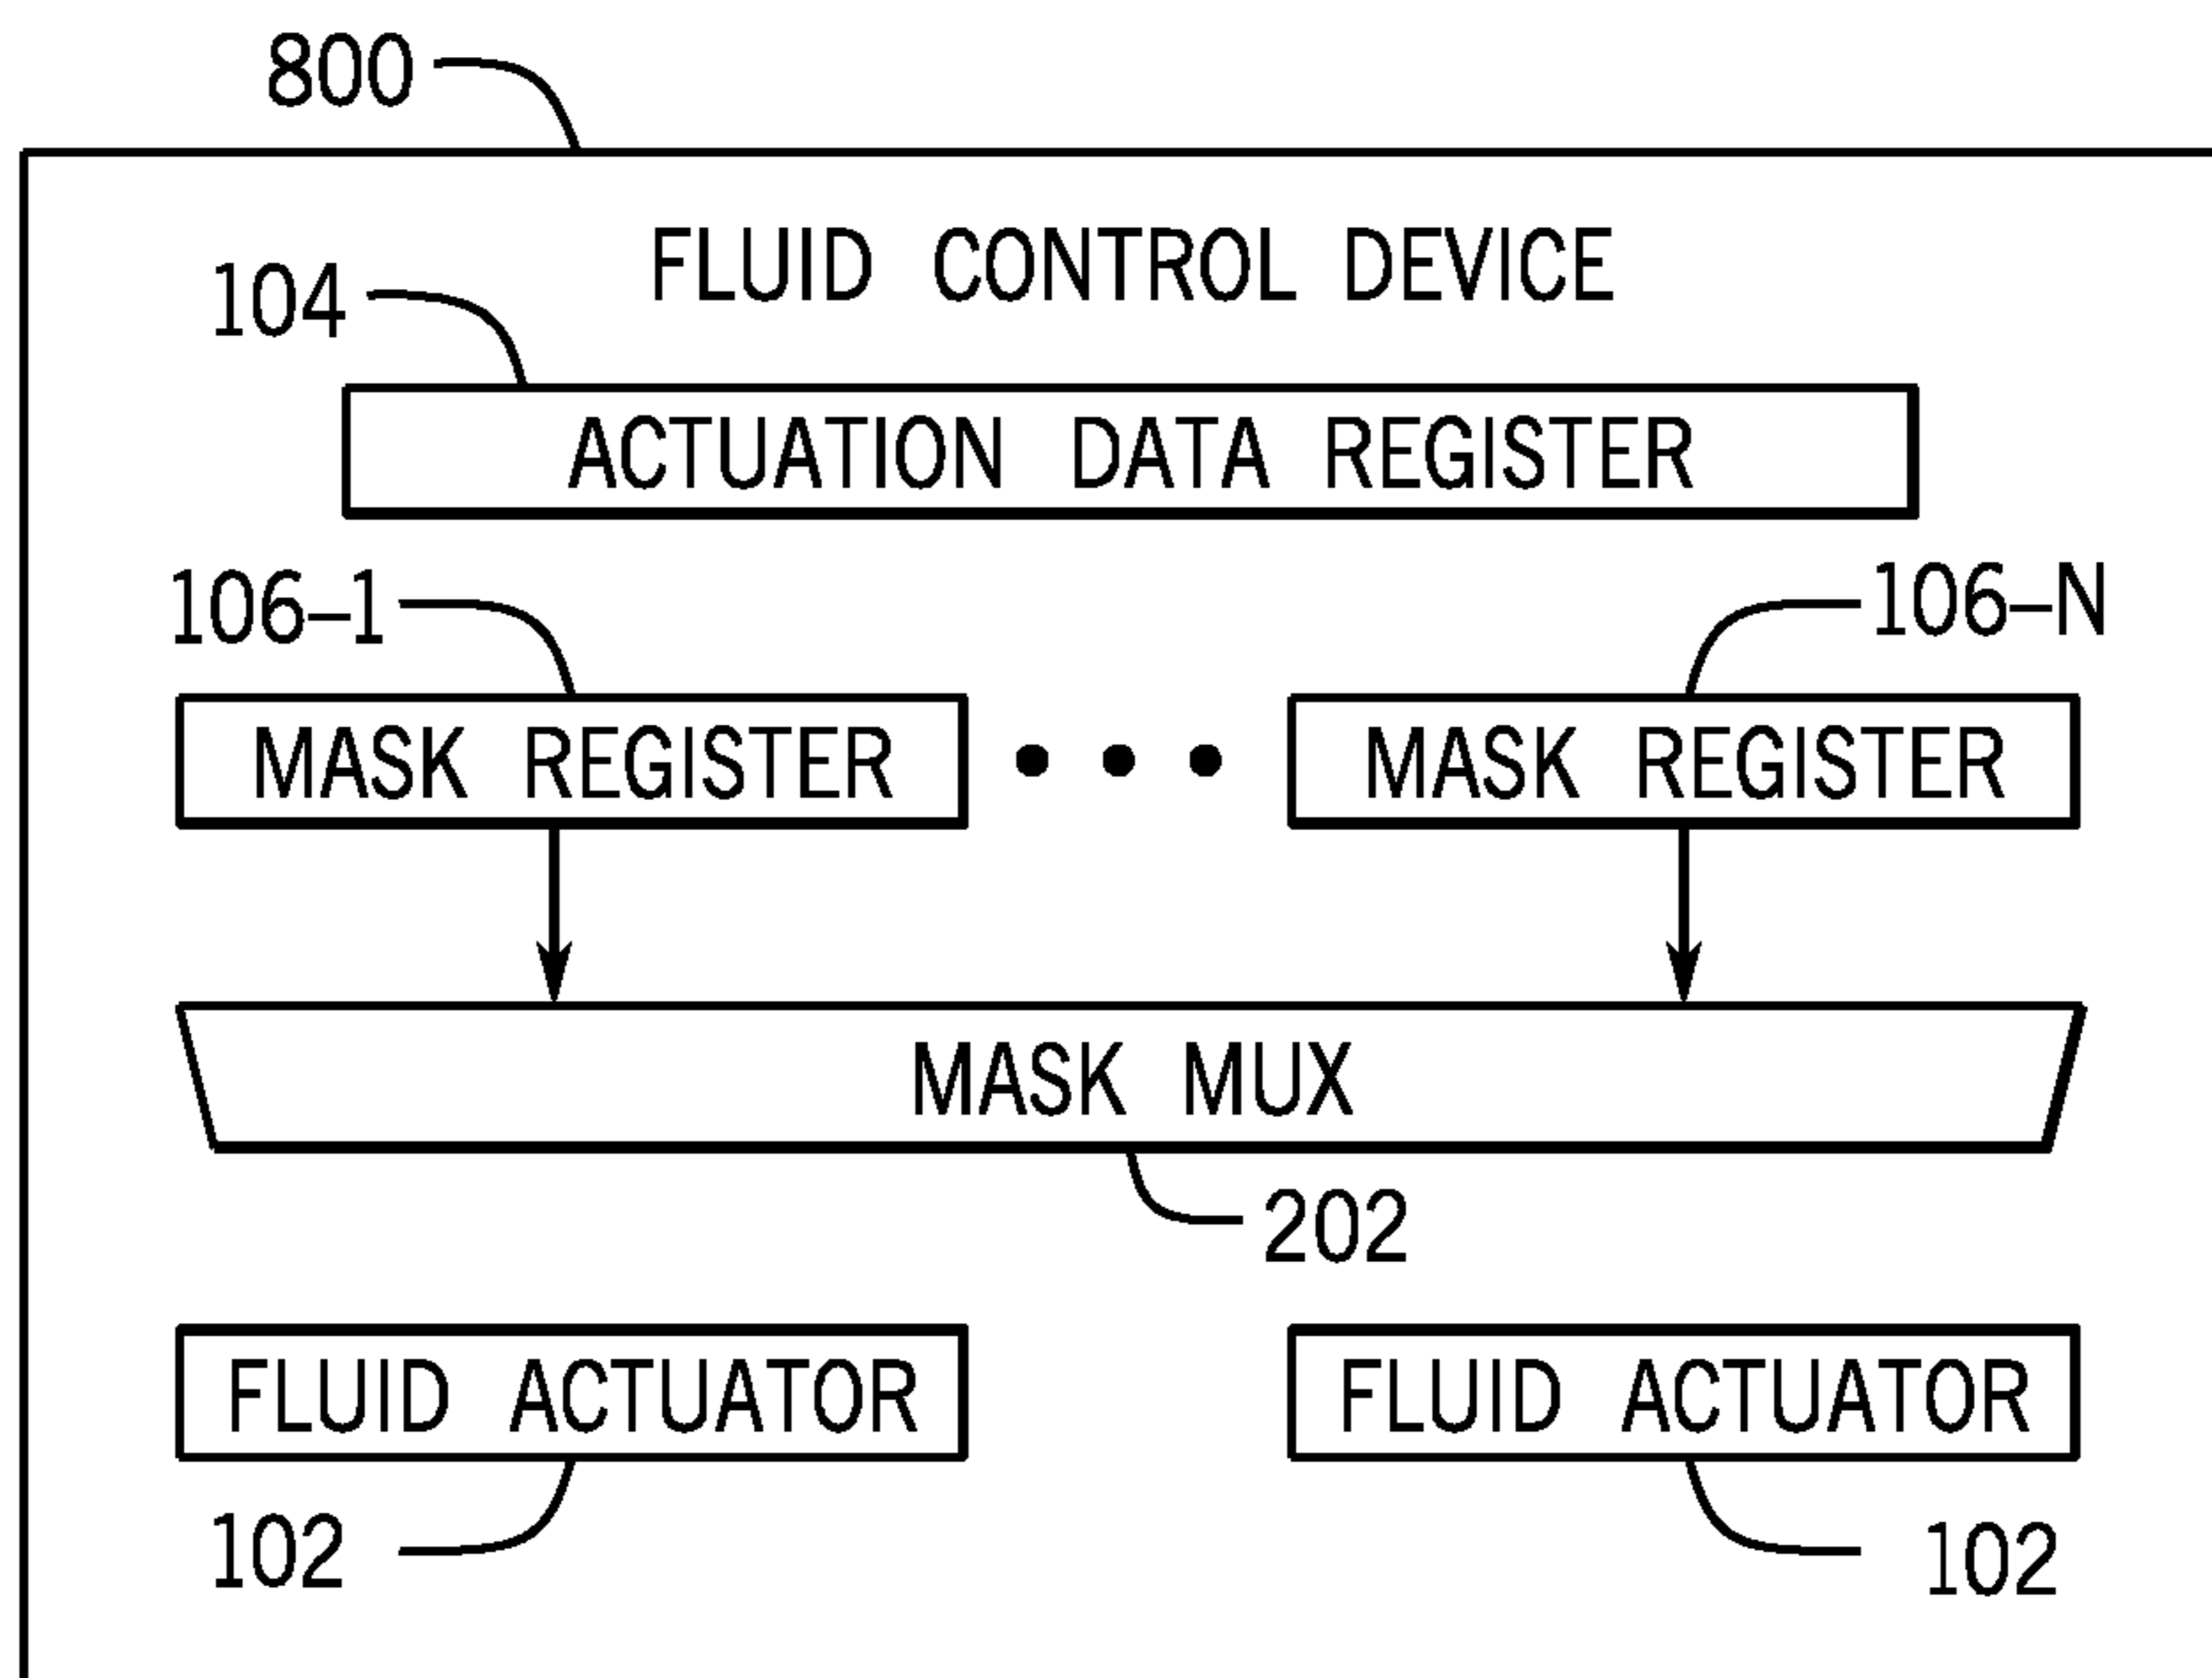 800
FLUID CONTROL DEVICE
104
ACTUATION DATA REGISTER
106-1
106-N
MASK REGISTER
MASK REGISTER
MASK MUX
202
FLUID ACTUATOR
FLUID ACTUATOR
102
102